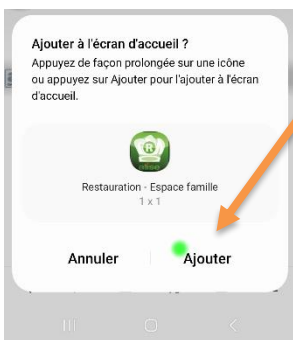 Ajouter à l'écran d'accueil ?
Appuyez de façon prolongée sur une icône
ou appuyez sur Ajouter pour l'ajouter à l'écran
d'accueil.
R
Restauration - Espace famille
1 x 1
Annuler
Ajouter